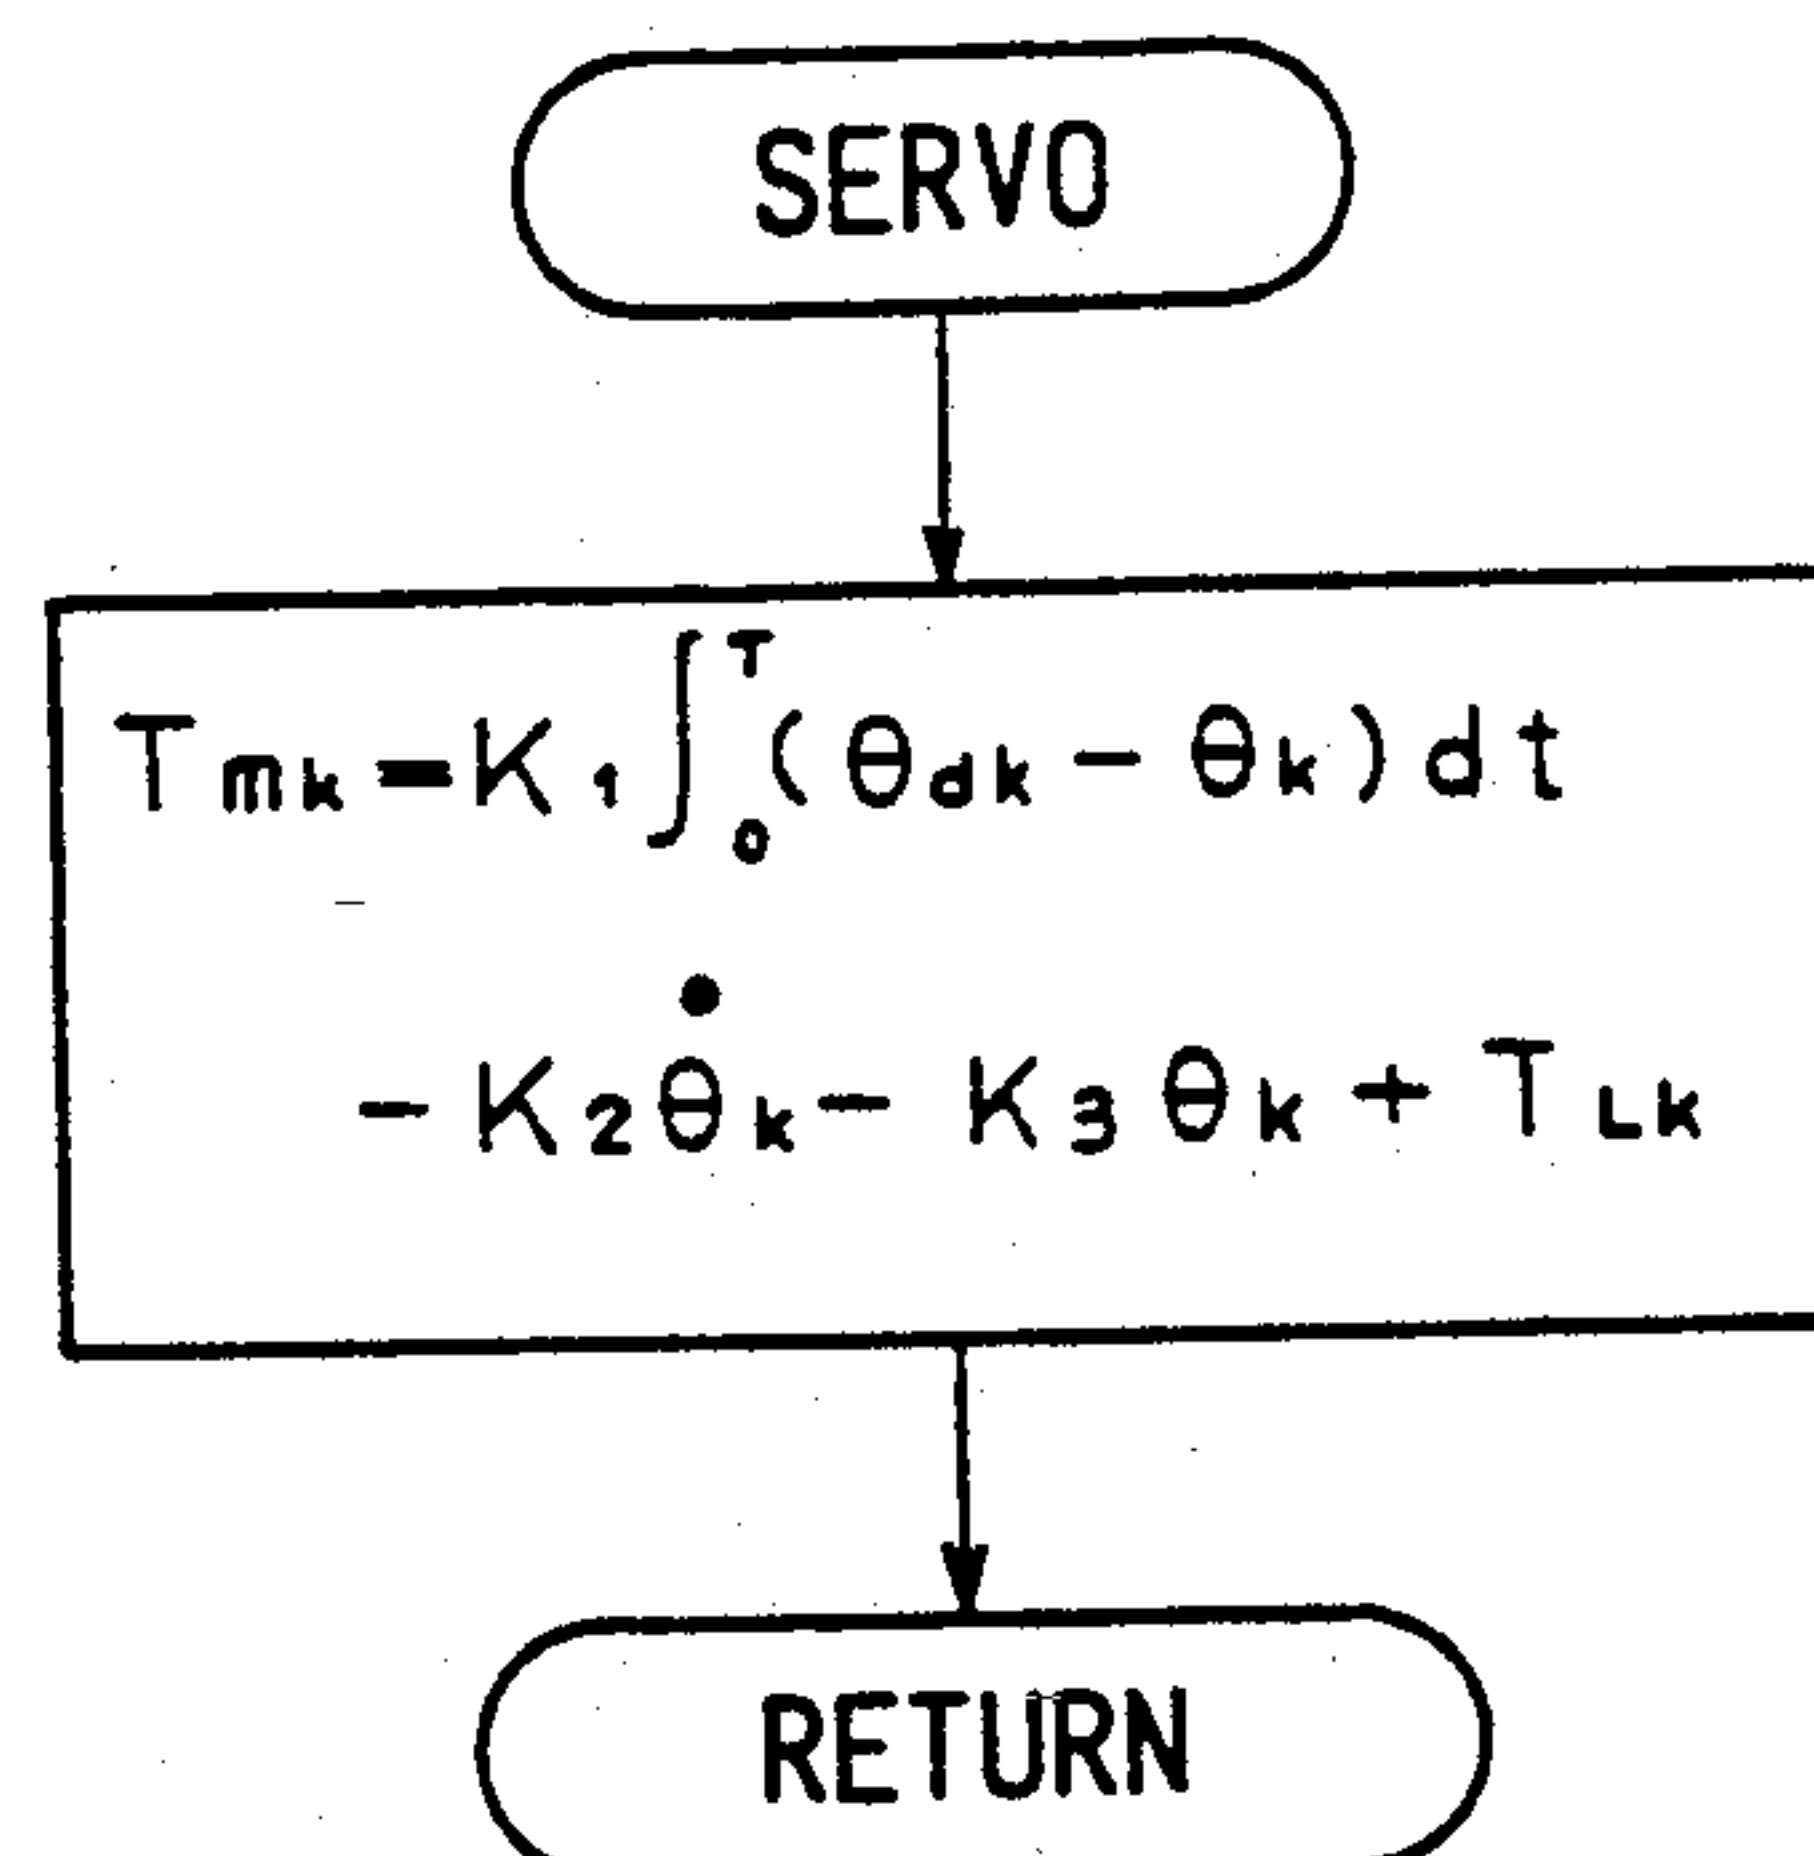 SERVO
Tmk=K1∫₀ᵀ(θdk−θk)dt
−K2θ̇k−K3θk+TLk
RETURN